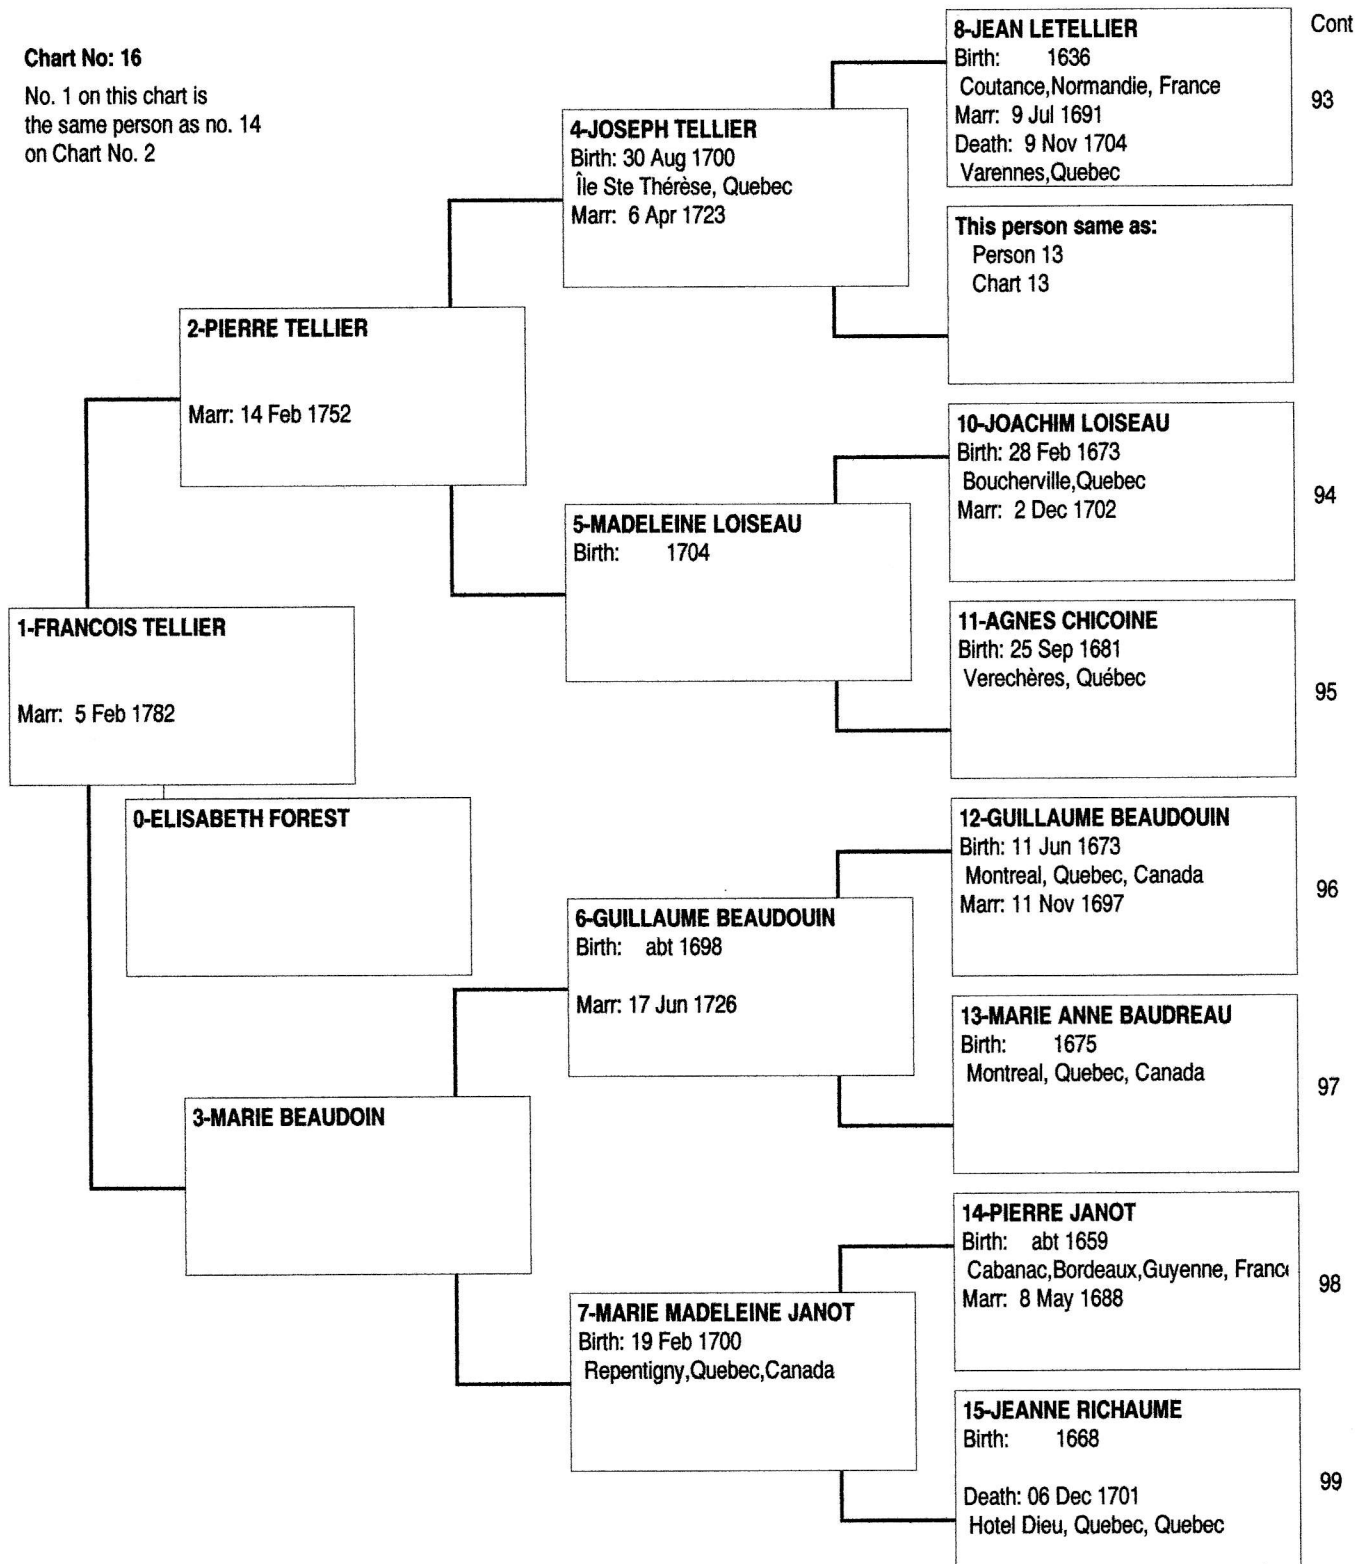 Chart No: 16
No. 1 on this chart is
the same person as no. 14
on Chart No. 2
Cont
1-FRANCOIS TELLIER
Marr: 5 Feb 1782
0-ELISABETH FOREST
2-PIERRE TELLIER
Marr: 14 Feb 1752
3-MARIE BEAUDOIN
4-JOSEPH TELLIER
Birth: 30 Aug 1700
Île Ste Thérèse, Quebec
Marr: 6 Apr 1723
5-MADELEINE LOISEAU
Birth: 1704
6-GUILLAUME BEAUDOUIN
Birth: abt 1698
Marr: 17 Jun 1726
7-MARIE MADELEINE JANOT
Birth: 19 Feb 1700
Repentigny,Quebec,Canada
8-JEAN LETELLIER
Birth: 1636
Coutance,Normandie, France
Marr: 9 Jul 1691
Death: 9 Nov 1704
Varennes,Quebec
93
This person same as:
Person 13
Chart 13
10-JOACHIM LOISEAU
Birth: 28 Feb 1673
Boucherville,Quebec
Marr: 2 Dec 1702
94
11-AGNES CHICOINE
Birth: 25 Sep 1681
Verechères, Québec
95
12-GUILLAUME BEAUDOUIN
Birth: 11 Jun 1673
Montreal, Quebec, Canada
Marr: 11 Nov 1697
96
13-MARIE ANNE BAUDREAU
Birth: 1675
Montreal, Quebec, Canada
97
14-PIERRE JANOT
Birth: abt 1659
Cabanac,Bordeaux,Guyenne, Franc
Marr: 8 May 1688
98
15-JEANNE RICHAUME
Birth: 1668
Death: 06 Dec 1701
Hotel Dieu, Quebec, Quebec
99